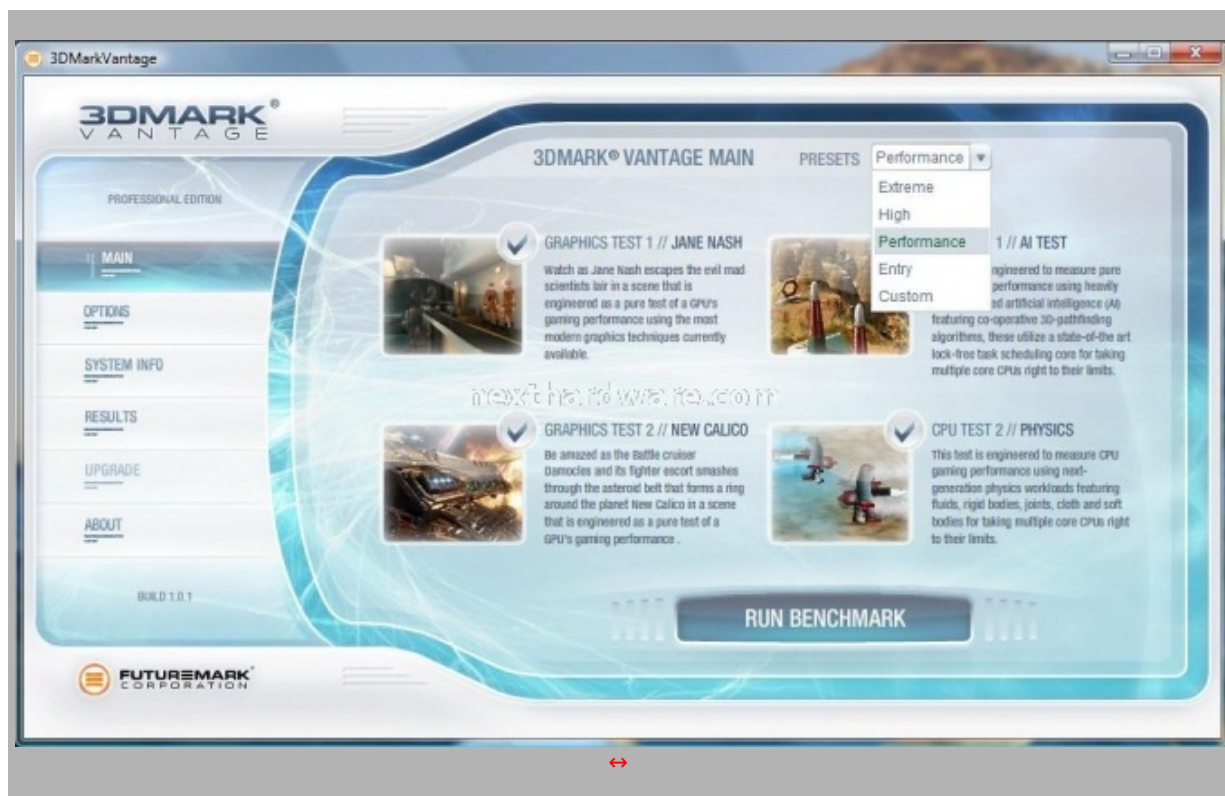 3DMarkVantage
3DMARK®
VANTAGE
PROFESSIONAL EDITION
MAIN
OPTIONS
SYSTEM INFO
RESULTS
UPGRADE
ABOUT
BUILD 1.0.1
FUTUREMARK
CORPORATION
3DMARK® VANTAGE MAIN
PRESETS
Performance
Extreme
High
Performance
Entry
Custom
GRAPHICS TEST 1 // JANE NASH
Watch as Jane Nash escapes the evil mad
scientists lair in a scene that is
engineered as a pure test of a GPU's
gaming performance using the most
modern graphics techniques currently
available.
1 // AI TEST
engineered to measure pure
performance using heavily
artificial intelligence (AI)
featuring co-operative 3D-pathfinding
algorithms, these utilize a state-of-the art
lock-free task scheduling core for taking
multiple core CPUs right to their limits.
nexthardware.com
GRAPHICS TEST 2 // NEW CALICO
Be amazed as the Battle cruiser
Damocles and its fighter escort smashes
through the asteroid belt that forms a ring
around the planet New Calico in a scene
that is engineered as a pure test of a
GPU's gaming performance .
CPU TEST 2 // PHYSICS
This test is engineered to measure CPU
gaming performance using next-
generation physics workloads featuring
fluids, rigid bodies, joints, cloth and soft
bodies for taking multiple core CPUs right
to their limits.
RUN BENCHMARK